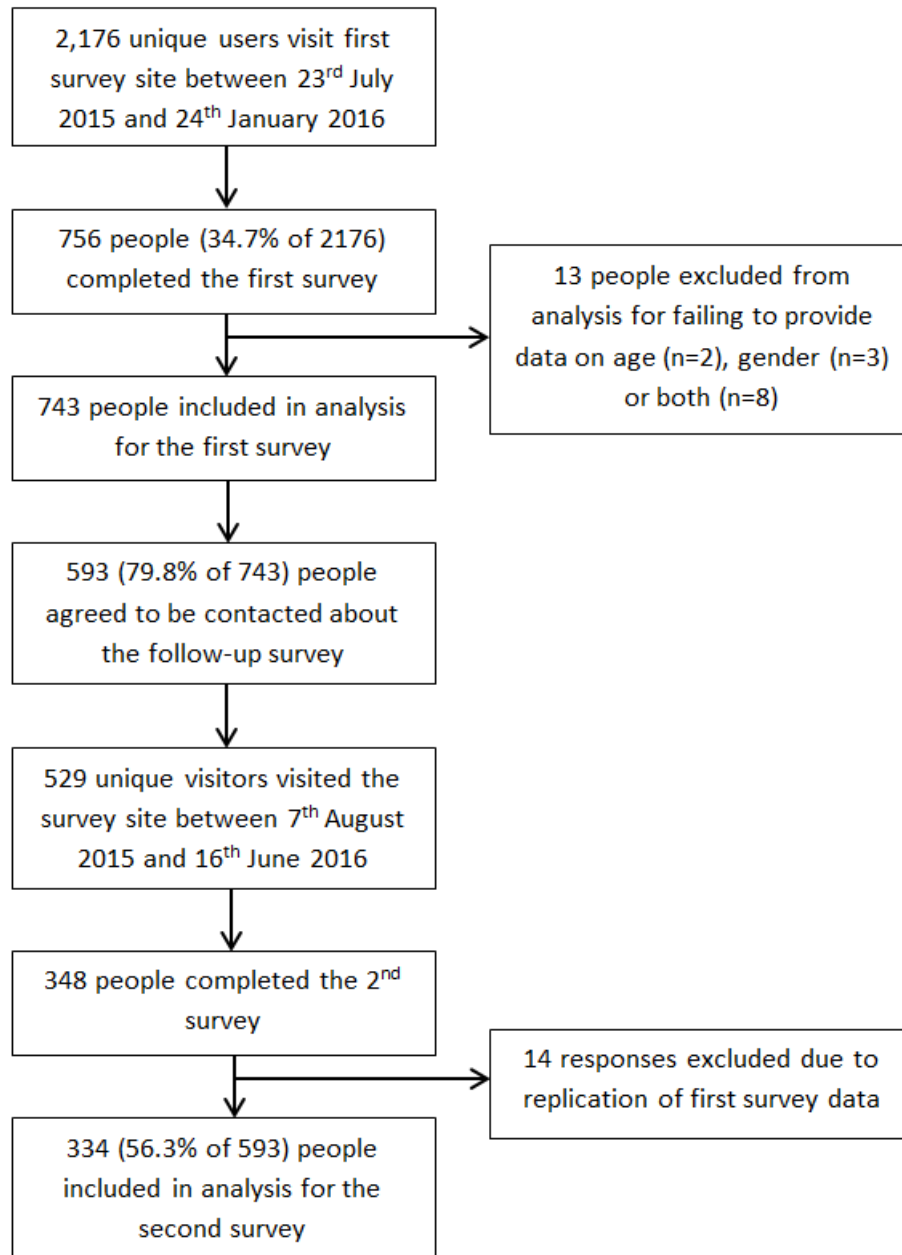 2,176 unique users visit first
survey site between 23rd July
2015 and 24th January 2016
756 people (34.7% of 2176)
completed the first survey
13 people excluded from
analysis for failing to provide
data on age (n=2), gender (n=3)
or both (n=8)
743 people included in analysis
for the first survey
593 (79.8% of 743) people
agreed to be contacted about
the follow-up survey
529 unique visitors visited the
survey site between 7th August
2015 and 16th June 2016
348 people completed the 2nd
survey
14 responses excluded due to
replication of first survey data
334 (56.3% of 593) people
included in analysis for the
second survey